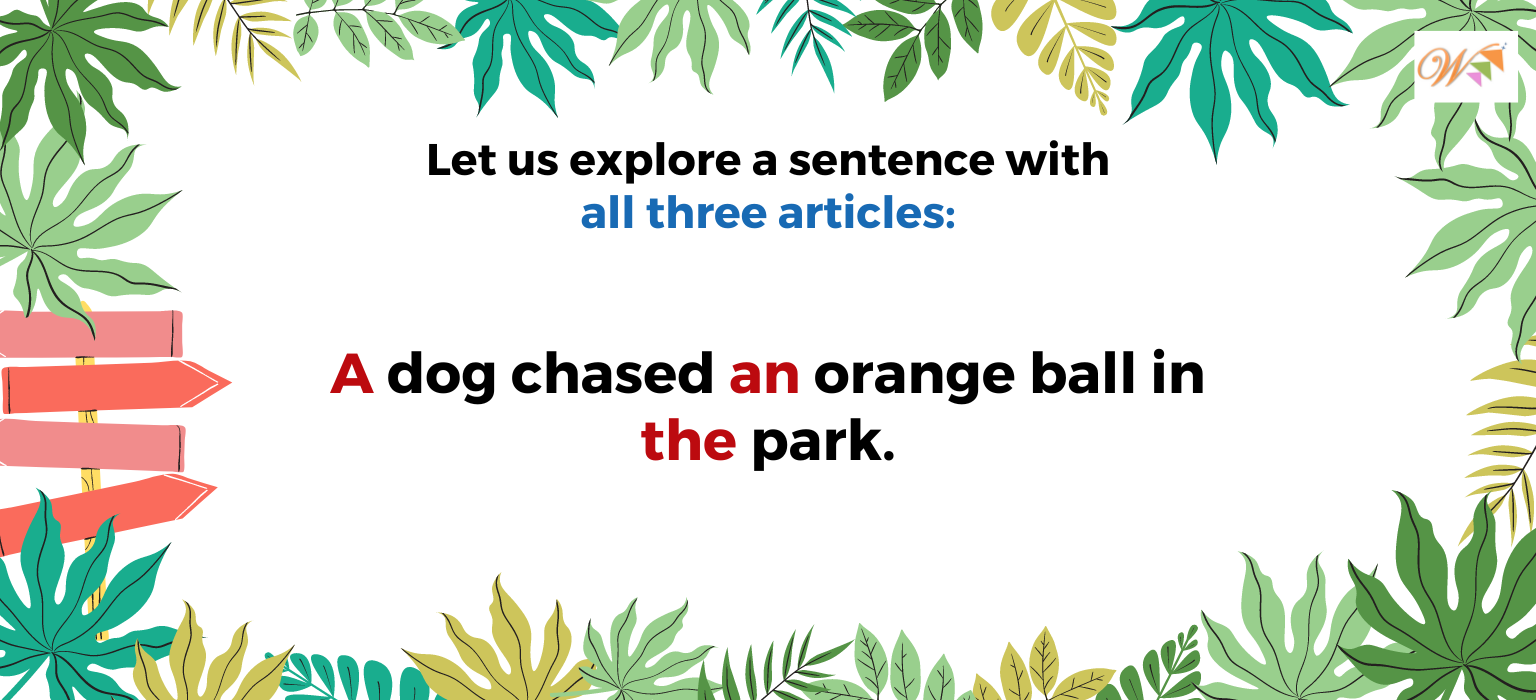 W
Let us explore a sentence with
all three articles:
A dog chased an orange ball in
the park.